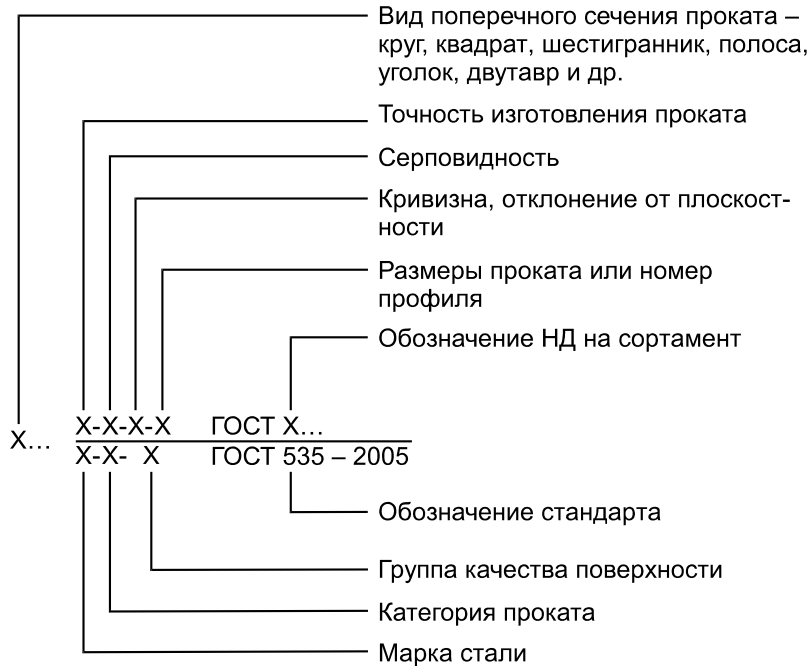 Вид поперечного сечения проката –
круг, квадрат, шестигранник, полоса,
уголок, двутавр и др.
Точность изготовления проката
Серповидность
Кривизна, отклонение от плоскост-
ности
Размеры проката или номер
профиля
Обозначение НД на сортамент
Х-Х-Х-Х ГОСТ Х...
Х...
Х-Х- Х ГОСТ 535 – 2005
Обозначение стандарта
Группа качества поверхности
Категория проката
Марка стали